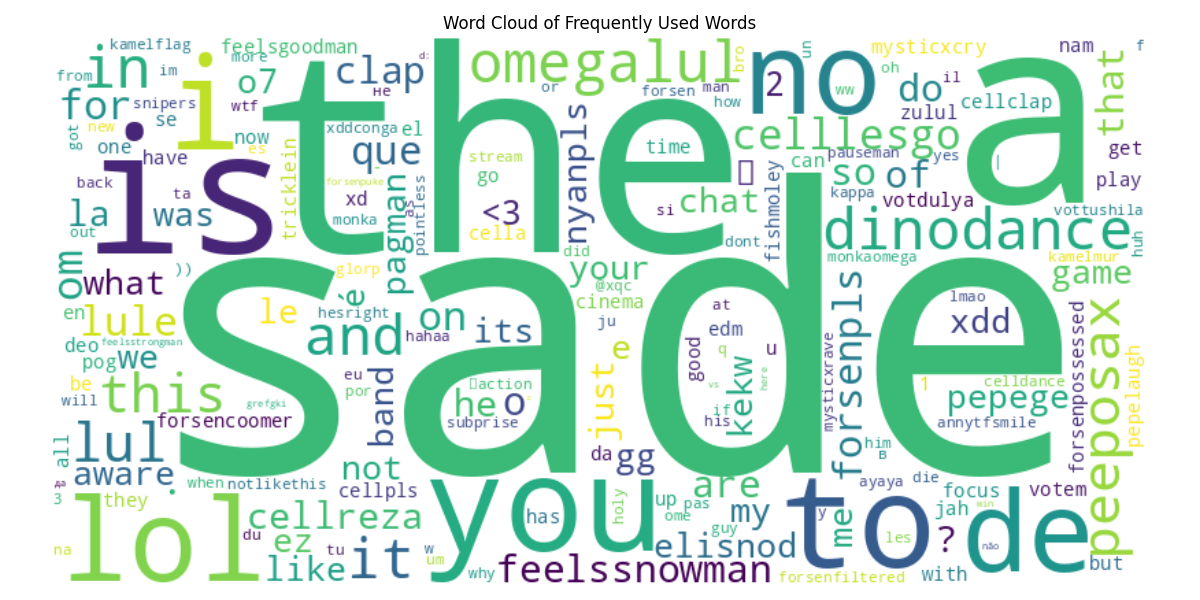 Word Cloud of Frequently Used Words
kamelflag feelsgoodman d: omegalul bro no un mysticxcry nam f
from in im i more clap the forsen man 2 oh do il a that
for snipers o7 He or how ww zulul cellclap
got new se wtf now xddconga el nyanpls time celllesgo
one es que stream can pauseman yes | get
is have tricklein go chat so of play
back ta forsenpuke xd pagman as <3 si fishmoley kappa votdulya
la was monka pointless cella dinodance vottushila
out om did dont monkaomega huh
what )) glorp your kamelmur
en le é hesright on @xqc cinema at forsenpls lmao game
lule sade and hahaa its ju edm xdd
deo feelsstrongman e good q u
pog we eu just vs here mysticxrave 1 celldance
be this por band action kekw pepege forsenpossessed peeposax pepelaugh
will grefgki he o if
forsencoomer subprise his annytfsmile
all lul da gg him
aware not B
when notlikethis cellpls you are to ayaya die focus votem
3 they . up pas
lol cellreza has holy ome my y me jah min de
du ez guy les ? não
na like tu it w um elisnod but
why feelssnowman forsenfiltered with